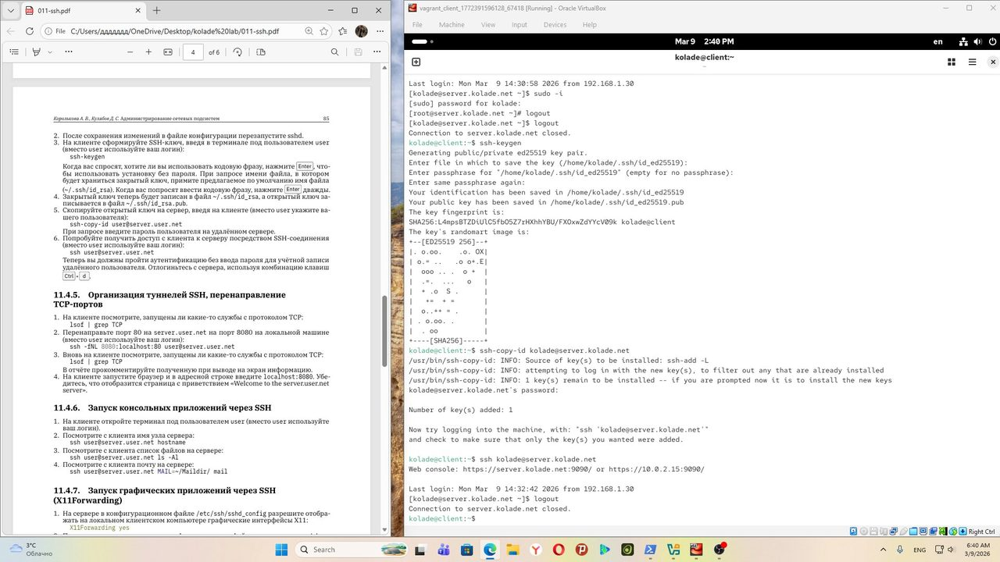 011-ssh.pdf
File
C:/Users/ддддддд/OneDrive/Desktop/kolade%20lab/011-ssh.pdf
4 of 6
Королькова А. В., Кулябов Д. С. Администрирование сетевых подсистем 85
2. После сохранения изменений в файле конфигурации перезапустите sshd.
3. На клиенте сформируйте SSH-ключ, введя в терминале под пользователем user
(вместо user используйте ваш логин):
ssh-keygen
Когда вас спросят, хотите ли вы использовать кодовую фразу, нажмите Enter, что-
бы использовать установку без пароля. При запросе имени файла, в котором
будет храниться закрытый ключ, примите предлагаемое по умолчанию имя файла
(~/.ssh/id_rsa). Когда вас попросят ввести кодовую фразу, нажмите Enter дважды.
4. Закрытый ключ теперь будет записан в файл ~/.ssh/id_rsa, а открытый ключ за-
писывается в файл ~/.ssh/id_rsa.pub.
5. Скопируйте открытый ключ на сервер, введя на клиенте (вместо user укажите ва-
шего пользователя):
ssh-copy-id user@server.user.net
При запросе введите пароль пользователя на удалённом сервере.
6. Попробуйте получить доступ с клиента к серверу посредством SSH-соединения
(вместо user используйте ваш логин):
ssh user@server.user.net
Теперь вы должны пройти аутентификацию без ввода пароля для учётной записи
удалённого пользователя. Отлогиньтесь с сервера, используя комбинацию клавиш
Ctrl + d .
11.4.5. Организация туннелей SSH, перенаправление
TCP-портов
1. На клиенте посмотрите, запущены ли какие-то службы с протоколом TCP:
lsof | grep TCP
2. Перенаправьте порт 80 на server.user.net на порт 8080 на локальной машине
(вместо user используйте ваш логин):
ssh -fNL 8080:localhost:80 user@server.user.net
3. Вновь на клиенте посмотрите, запущены ли какие-то службы с протоколом TCP:
lsof | grep TCP
В отчёте прокомментируйте полученную при выводе на экран информацию.
4. На клиенте запустите браузер и в адресной строке введите localhost:8080. Убе-
дитесь, что отобразится страница с приветствием «Welcome to the server.user.net
server».
11.4.6. Запуск консольных приложений через SSH
1. На клиенте откройте терминал под пользователем user (вместо user используйте
ваш логин).
2. Посмотрите с клиента имя узла сервера:
ssh user@server.user.net hostname
3. Посмотрите с клиента список файлов на сервере:
ssh user@server.user.net ls -Al
4. Посмотрите с клиента почту на сервере:
ssh user@server.user.net MAIL=~/Maildir/ mail
11.4.7. Запуск графических приложений через SSH
(X11Forwarding)
1. На сервере в конфигурационном файле /etc/ssh/sshd_config разрешите отобра-
жать на локальном клиентском компьютере графические интерфейсы X11:
X11Forwarding yes
vagrant_client_1772391596128_67418 [Running] - Oracle VirtualBox
File Machine View Input Devices Help
Mar 9 2:40 PM
en
kolade@client:~
Last login: Mon Mar  9 14:30:58 2026 from 192.168.1.30
[kolade@server.kolade.net ~]$ sudo -i
[sudo] password for kolade:
[root@server.kolade.net ~]# logout
[kolade@server.kolade.net ~]$ logout
Connection to server.kolade.net closed.
kolade@client:~$ ssh-keygen
Generating public/private ed25519 key pair.
Enter file in which to save the key (/home/kolade/.ssh/id_ed25519):
Enter passphrase for "/home/kolade/.ssh/id_ed25519" (empty for no passphrase):
Enter same passphrase again:
Your identification has been saved in /home/kolade/.ssh/id_ed25519
Your public key has been saved in /home/kolade/.ssh/id_ed25519.pub
The key fingerprint is:
SHA256:L4mpsBTZDiUlC5fbO5Z7rHXhhYBU/FXOxwZdYYcV09k kolade@client
The key's randomart image is:
+--[ED25519 256]--+
|. o.oo.    .o. OX|
| o.= ..   .o o+.E|
|  ooo .. .  o +  |
|  .=.  ...   o   |
|  + .o  S .      |
|   +=  + =       |
|  o..++ = .      |
| . o.oo. .       |
|  . oo           |
+----[SHA256]-----+
kolade@client:~$ ssh-copy-id kolade@server.kolade.net
/usr/bin/ssh-copy-id: INFO: Source of key(s) to be installed: ssh-add -L
/usr/bin/ssh-copy-id: INFO: attempting to log in with the new key(s), to filter out any that are already installed
/usr/bin/ssh-copy-id: INFO: 1 key(s) remain to be installed -- if you are prompted now it is to install the new keys
kolade@server.kolade.net's password:
Number of key(s) added: 1
Now try logging into the machine, with: "ssh 'kolade@server.kolade.net'"
and check to make sure that only the key(s) you wanted were added.
kolade@client:~$ ssh kolade@server.kolade.net
Web console: https://server.kolade.net:9090/ or https://10.0.2.15:9090/
Last login: Mon Mar  9 14:32:42 2026 from 192.168.1.30
[kolade@server.kolade.net ~]$ logout
Connection to server.kolade.net closed.
kolade@client:~$
Right Ctrl
3°C
Облачно
Search
ENG
6:40 AM
3/9/2026